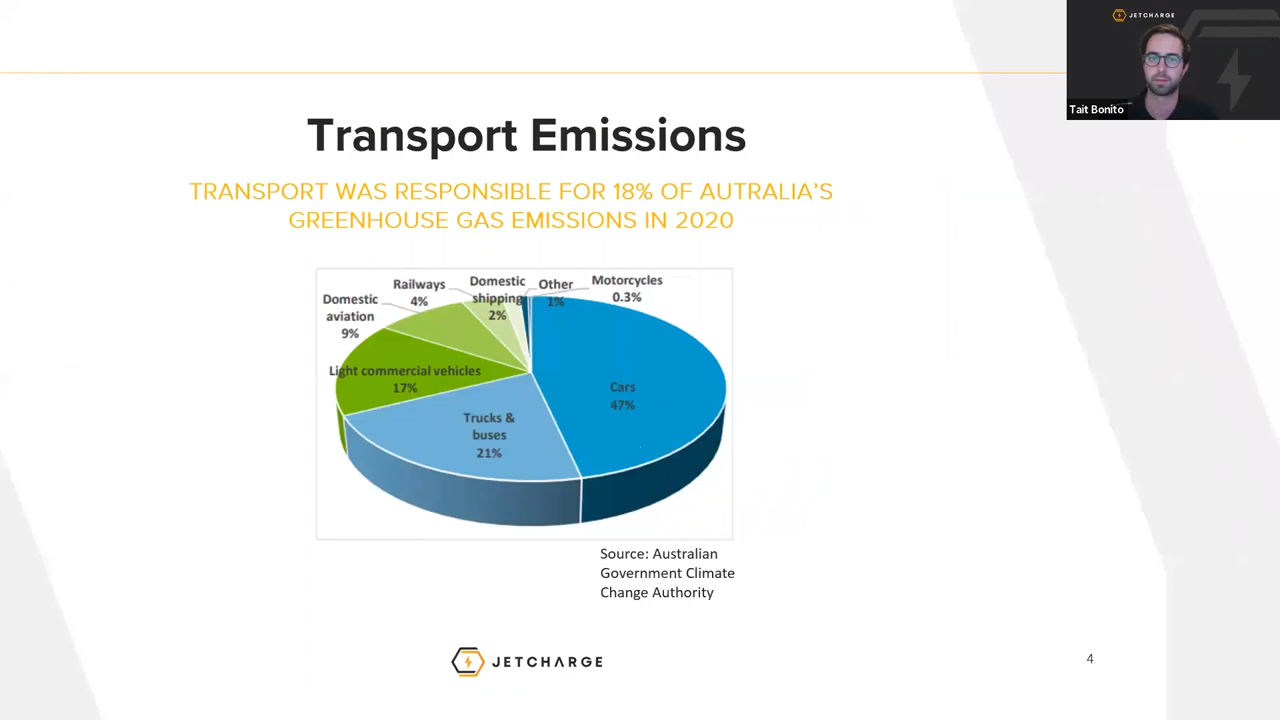 JETCHARGE
Tait Bonito
Transport Emissions
TRANSPORT WAS RESPONSIBLE FOR 18% OF AUTRALIA'S
GREENHOUSE GAS EMISSIONS IN 2020
Domestic
aviation
9%
Railways
4%
Domestic
shipping
2%
Other
1%
Motorcycles
0.3%
Light commercial vehicles
17%
Cars
47%
Trucks &
buses
21%
Source: Australian
Government Climate
Change Authority
JETCHARGE
4